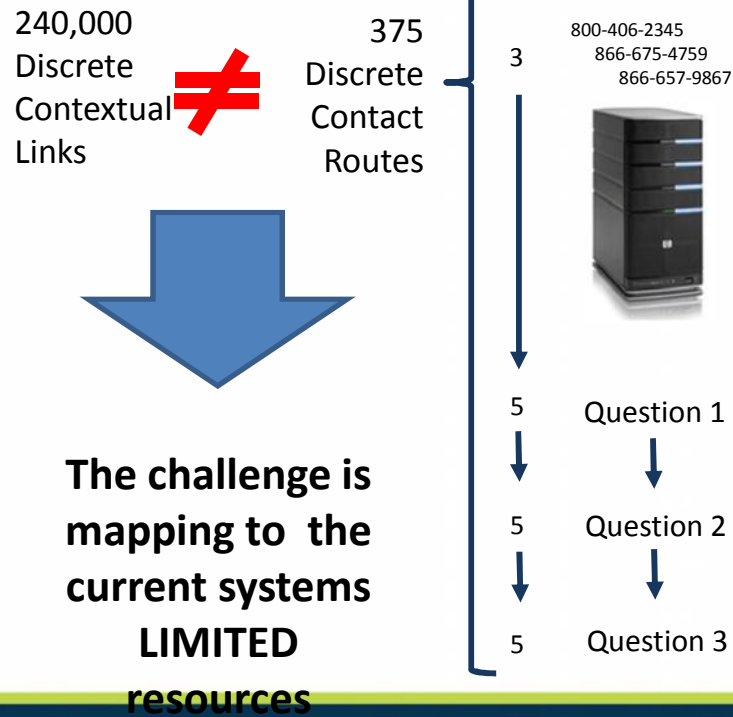 240,000
Discrete
Contextual
Links
≠
375
Discrete
Contact
Routes
3
800-406-2345
866-675-4759
866-657-9867
5
Question 1
5
Question 2
5
Question 3
The challenge is
mapping to the
current systems
LIMITED
resources